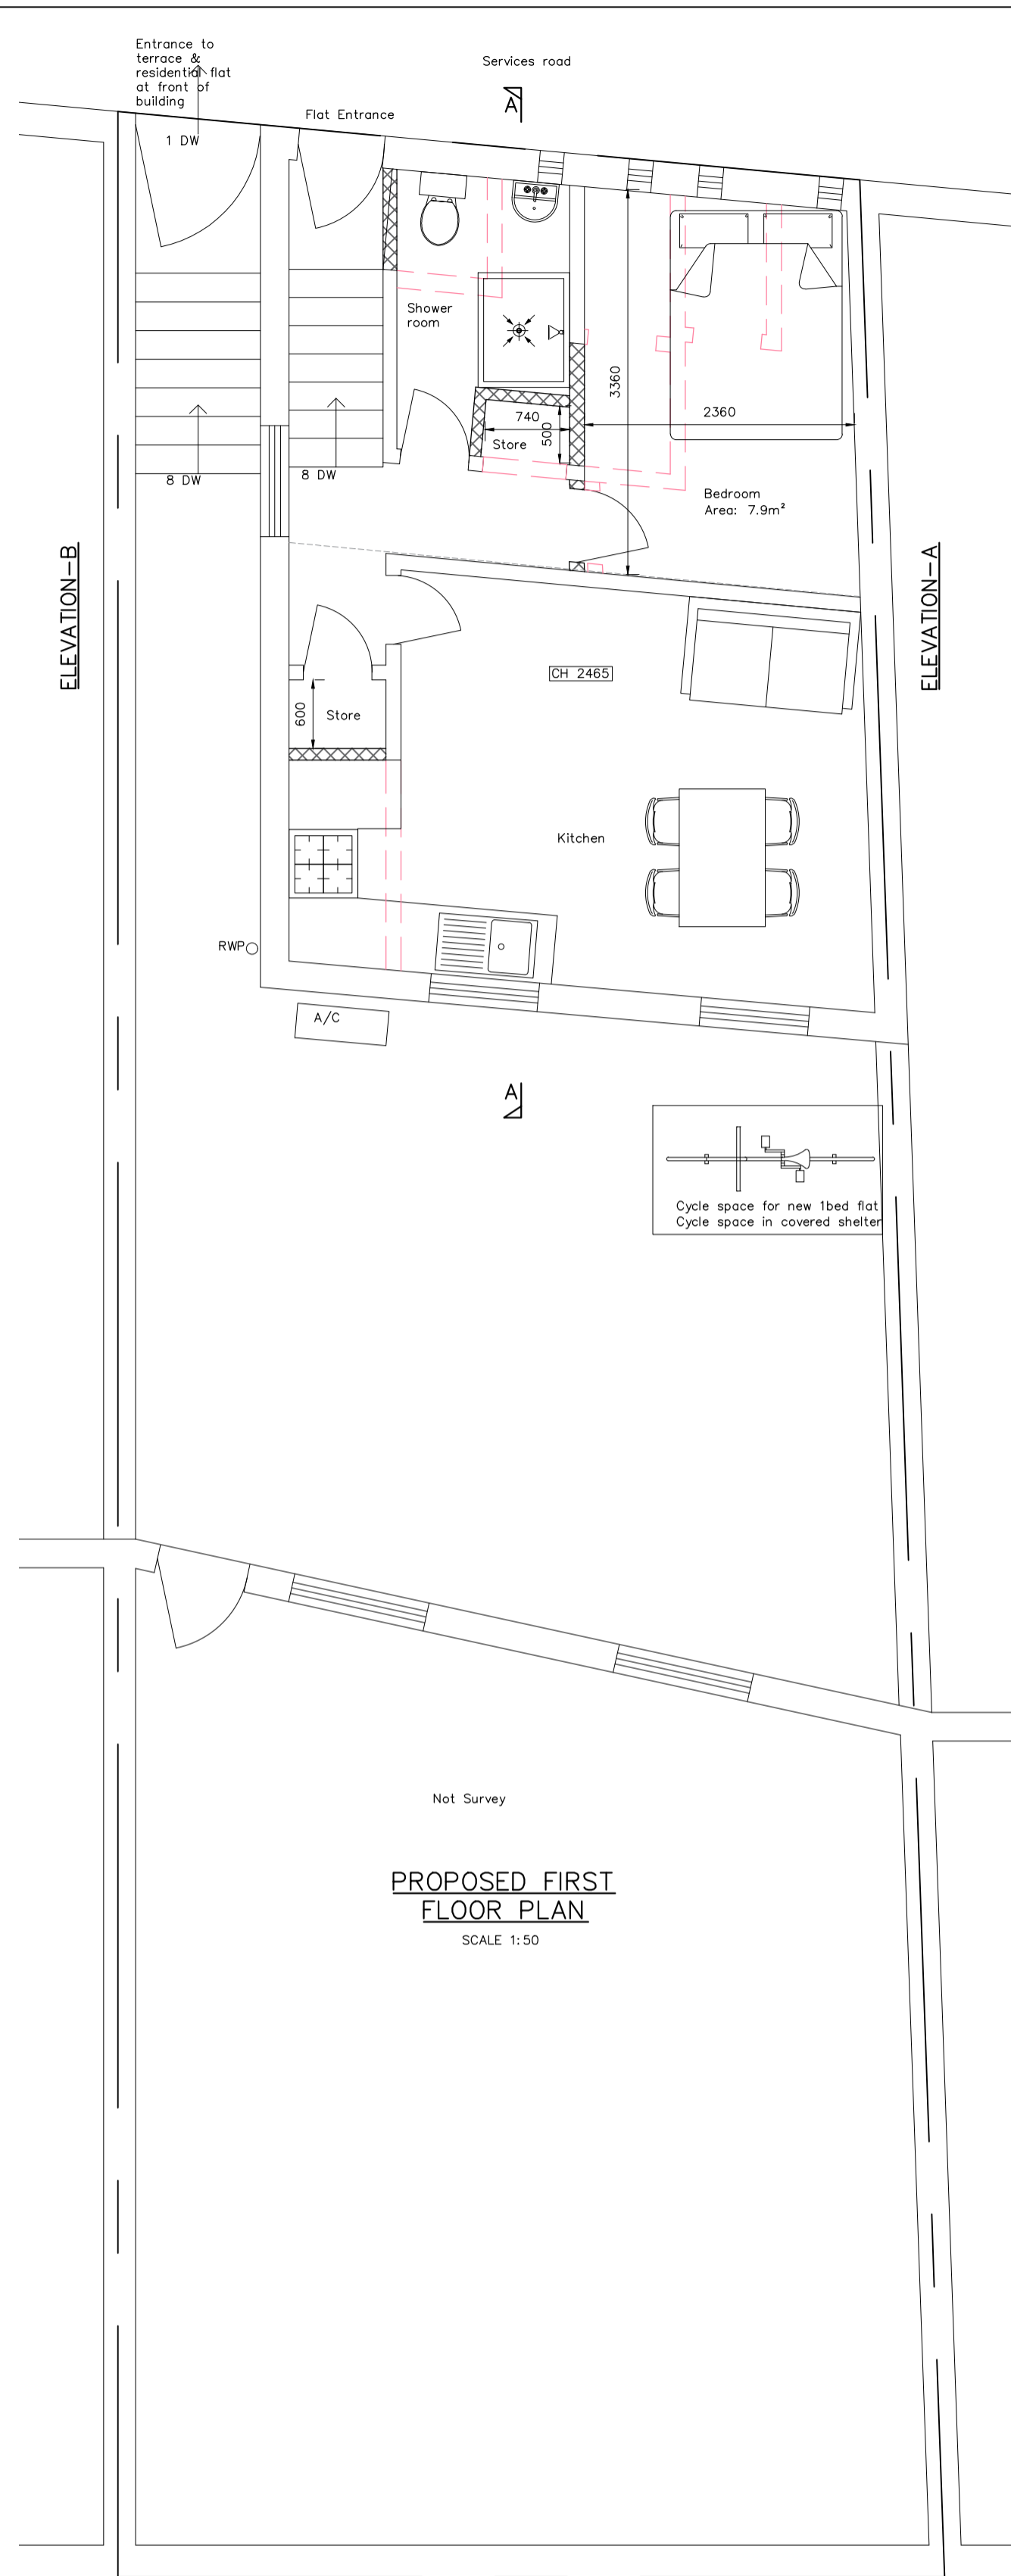 Entrance to
terrace &
residential flat
at front of
building
Services road
A
Flat Entrance
1 DW
Shower
room
3360
2360
740
500
Store
8 DW
8 DW
Bedroom
Area: 7.9m²
ELEVATION-B
ELEVATION-A
CH 2465
600
Store
Kitchen
RWP
A/C
A
Cycle space for new 1bed flat
Cycle space in covered shelter
Not Survey
PROPOSED FIRST
FLOOR PLAN
SCALE 1:50